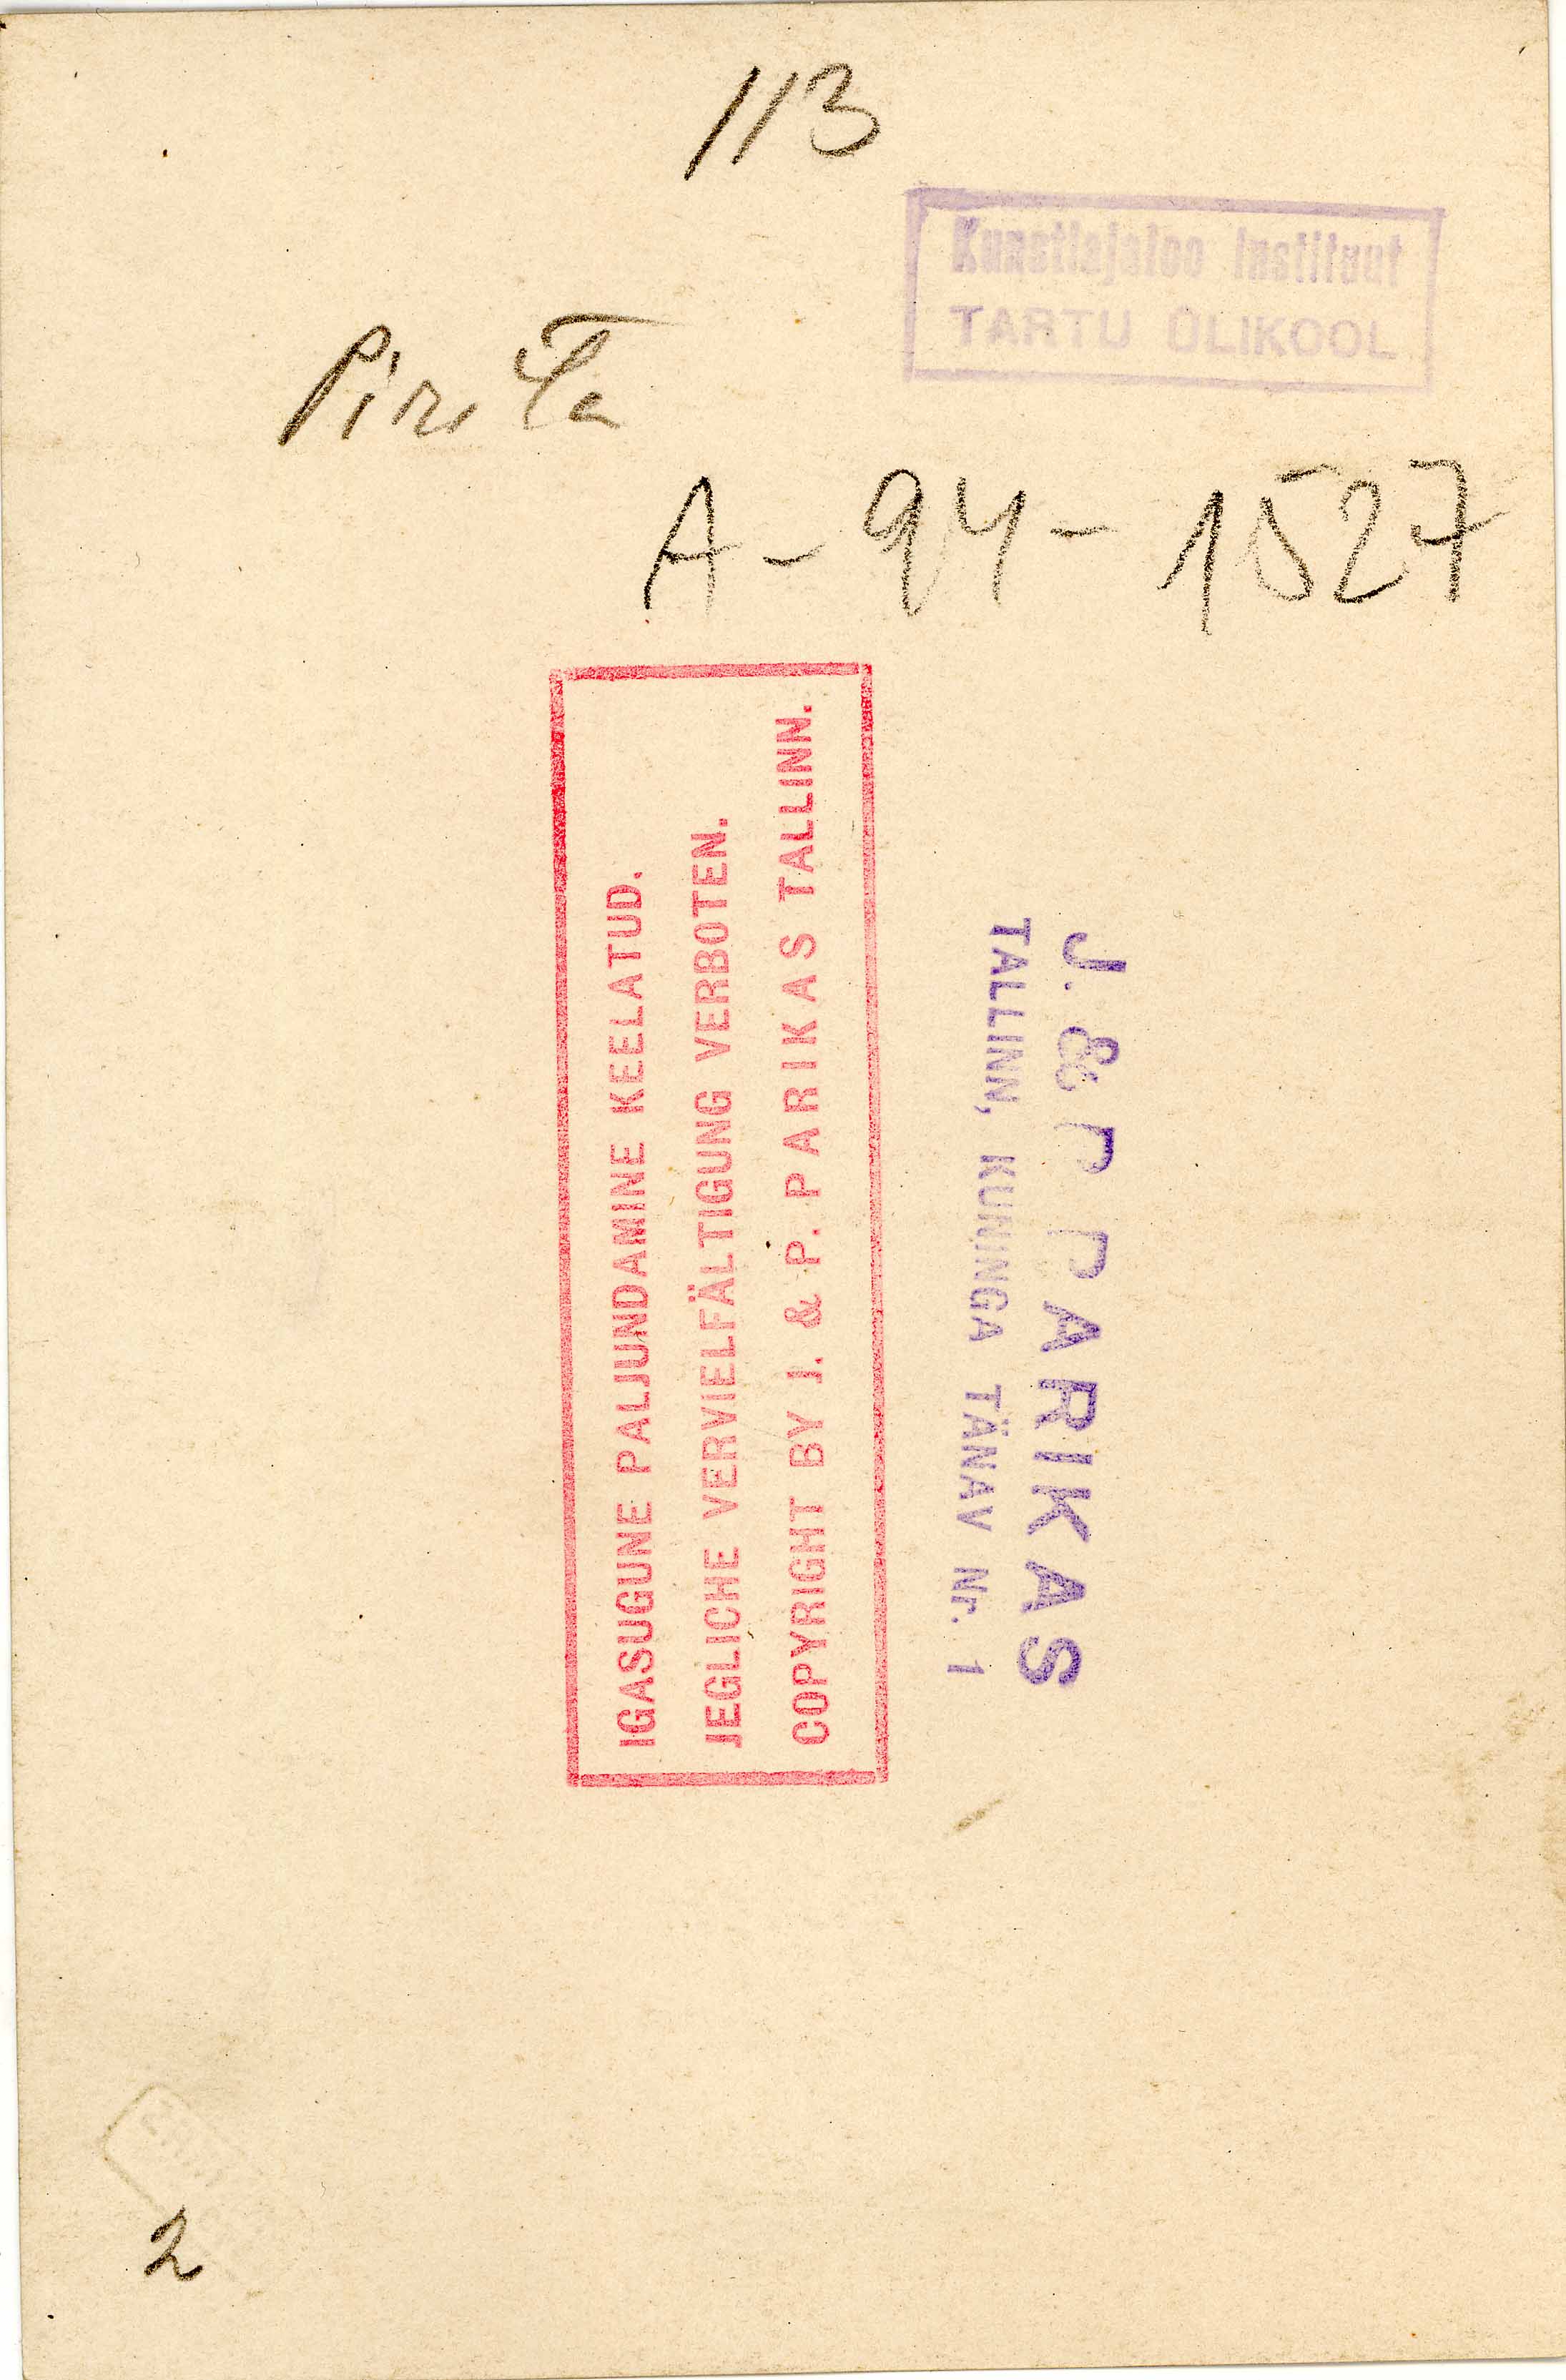 113
Kunstiajaloo Instituut
TARTU ÜLIKOOL
Pirita
A-94-1527
IGASUGUNE PALJUNDAMINE KEELATUD.
JEGLICHE VERVIELFÄLTIGUNG VERBOTEN.
COPYRIGHT BY J. & P. PARIKAS TALLINN.
J. & P. PARIKAS
TALLINN, KUNINGA TÄNAV Nr. 1
2